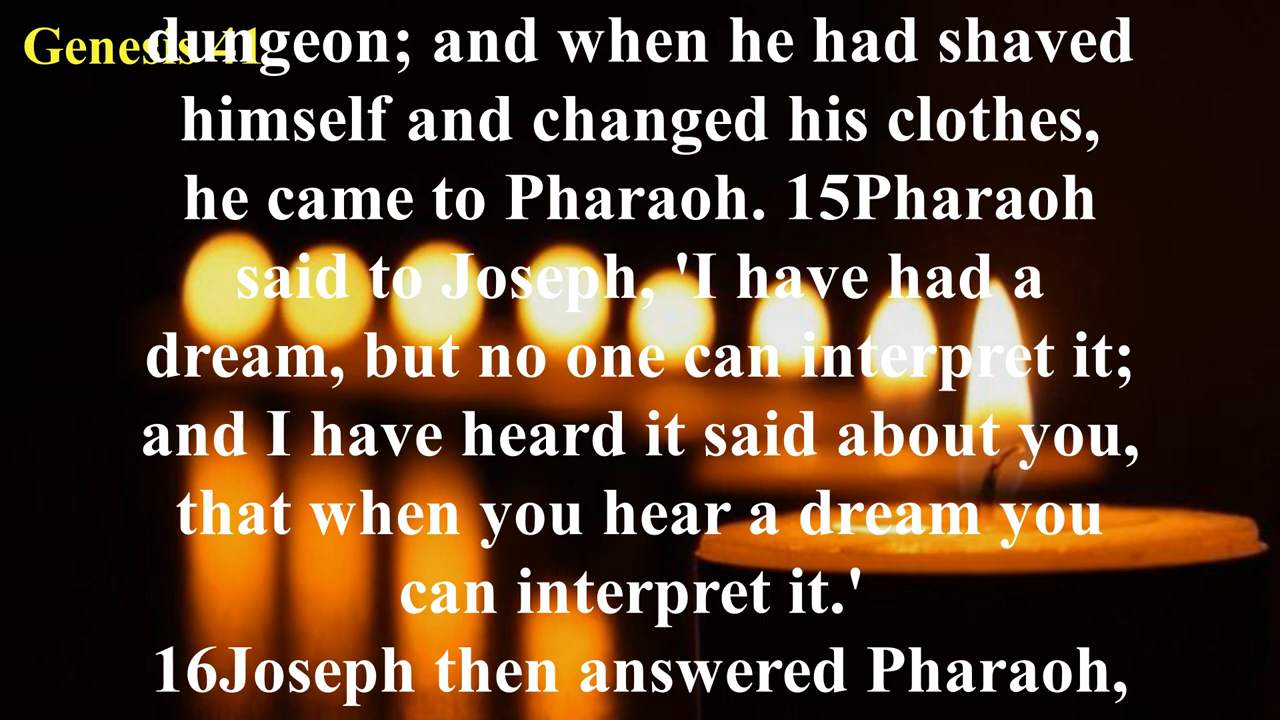 Genesis 41
dungeon; and when he had shaved
himself and changed his clothes,
he came to Pharaoh. 15Pharaoh
said to Joseph, 'I have had a
dream, but no one can interpret it;
and I have heard it said about you,
that when you hear a dream you
can interpret it.'
16Joseph then answered Pharaoh,